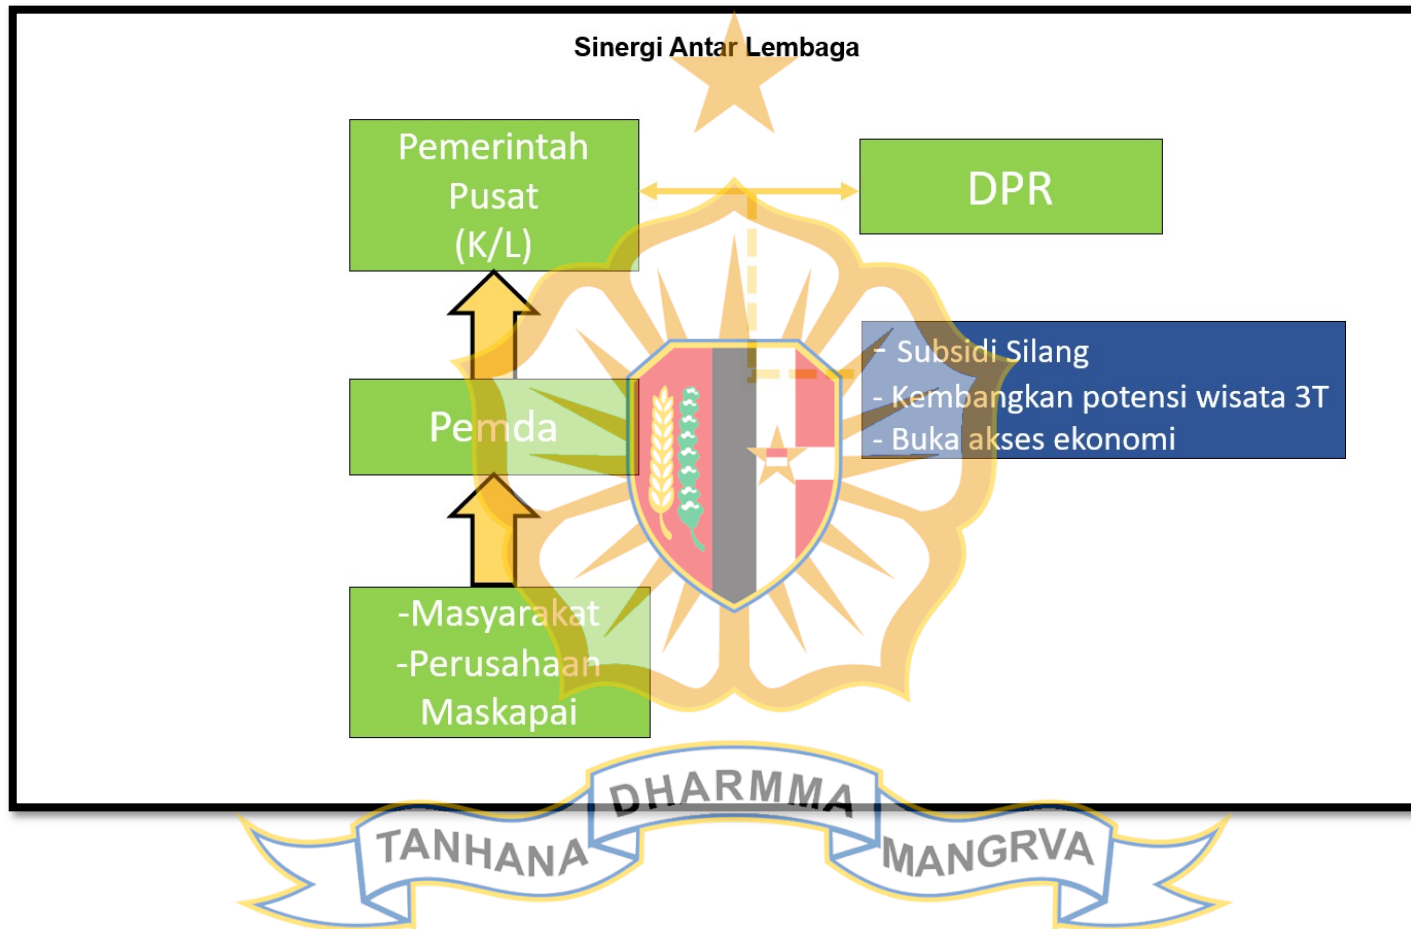 Sinergi Antar Lembaga
Pemerintah
Pusat
(K/L)
DPR
- Subsidi Silang
- Kembangkan potensi wisata 3T
- Buka akses ekonomi
Pemda
-Masyarakat
-Perusahaan
Maskapai
TANHANA DHARMMA MANGRVA